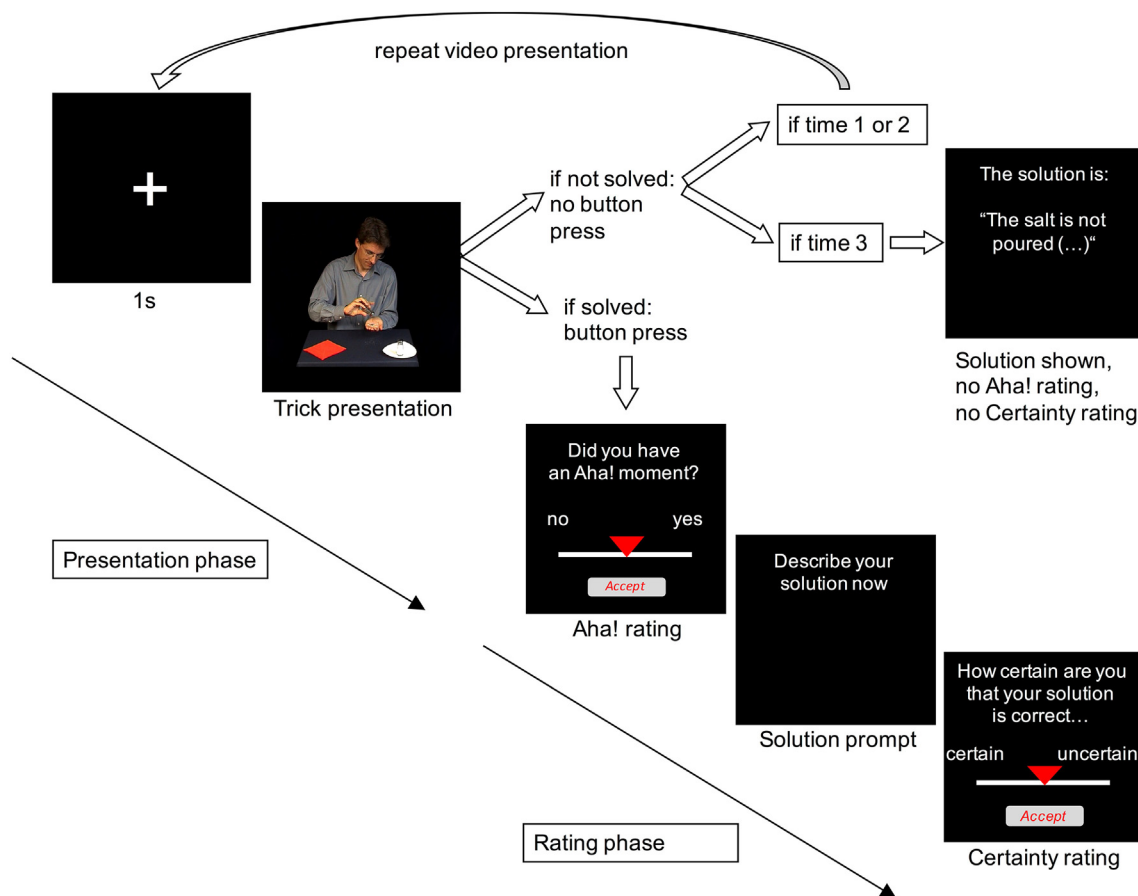 repeat video presentation
if time 1 or 2
if not solved:
no button
press
The solution is:
“The salt is not
poured (...)“
if time 3
1s
if solved:
button press
Solution shown,
no Aha! rating,
no Certainty rating
Trick presentation
Did you have
an Aha! moment?
no yes
Accept
Aha! rating
Presentation phase
Describe your
solution now
Solution prompt
How certain are you
that your solution
is correct...
certain uncertain
Accept
Certainty rating
Rating phase